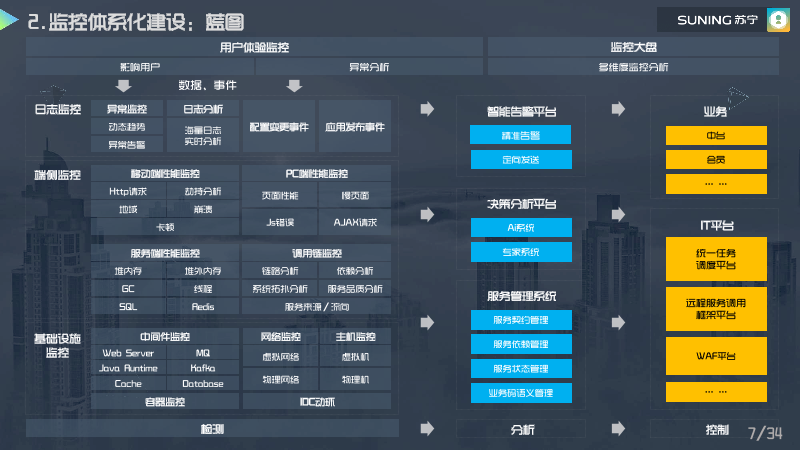 2.监控体系化建设：蓝图
SUNING 苏宁
用户体验监控
监控大盘
影响用户
异常分析
多维度监控分析
数据、事件
日志监控
异常监控
动态趋势
异常告警
日志分析
海量日志
实时分析
配置变更事件
应用发布事件
端侧监控
移动端性能监控
Http请求
劫持分析
地域
崩溃
卡顿
PC端性能监控
页面性能
慢页面
Js错误
AJAX请求
服务端性能监控
堆内存
堆外内存
GC
线程
SQL
Redis
调用链监控
链路分析
依赖分析
系统拓扑分析
服务品质分析
服务来源/流向
基础设施
监控
中间件监控
Web Server
MQ
Java Runtime
Kafka
Cache
Database
容器监控
网络监控
主机监控
虚拟网络
虚拟机
物理网络
物理机
IDC动环
检测
智能告警平台
精准告警
定向发送
决策分析平台
Ai系统
专家系统
服务管理系统
服务契约管理
服务依赖管理
服务状态管理
业务码语义管理
分析
业务
中台
会员
... ...
IT平台
统一任务
调度平台
远程服务调用
框架平台
WAF平台
... ...
控制
7/34